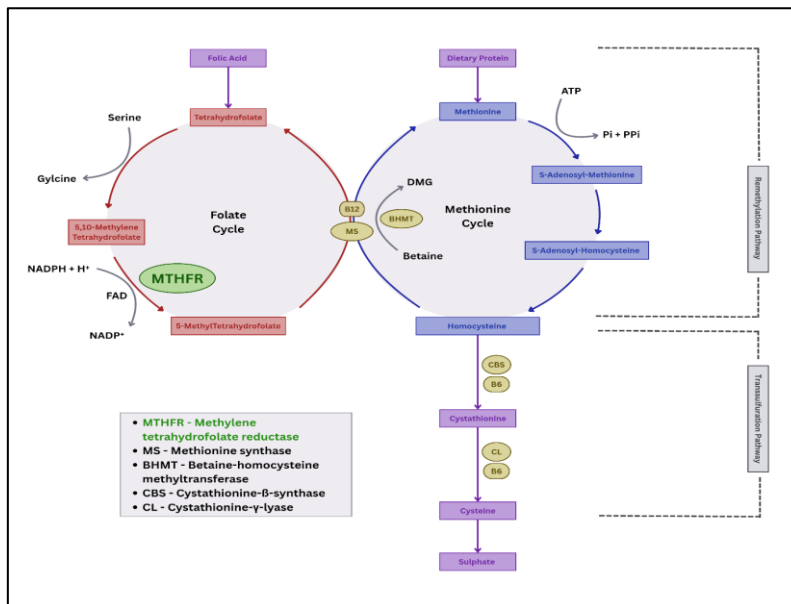 Folic Acid
Dietary Protein
ATP
Serine
Tetrahydrofolate
Methionine
Pi + PPi
Gylcine
DMG
S-Adenosyl-Methionine
B12
BHMT
5,10-Methylene
Tetrahydrofolate
Folate
Cycle
MS
Methionine
Cycle
Betaine
S-Adenosyl-Homocysteine
NADPH + H⁺
MTHFR
FAD
NADP⁺
5-MethylTetrahydrofolate
Homocysteine
Remethylation Pathway
CBS
B6
Cystathionine
CL
B6
Cysteine
Sulphate
Transsulfuration Pathway
• MTHFR - Methylene
tetrahydrofolate reductase
• MS - Methionine synthase
• BHMT - Betaine-homocysteine
methyltransferase
• CBS - Cystathionine-ß-synthase
• CL - Cystathionine-γ-lyase